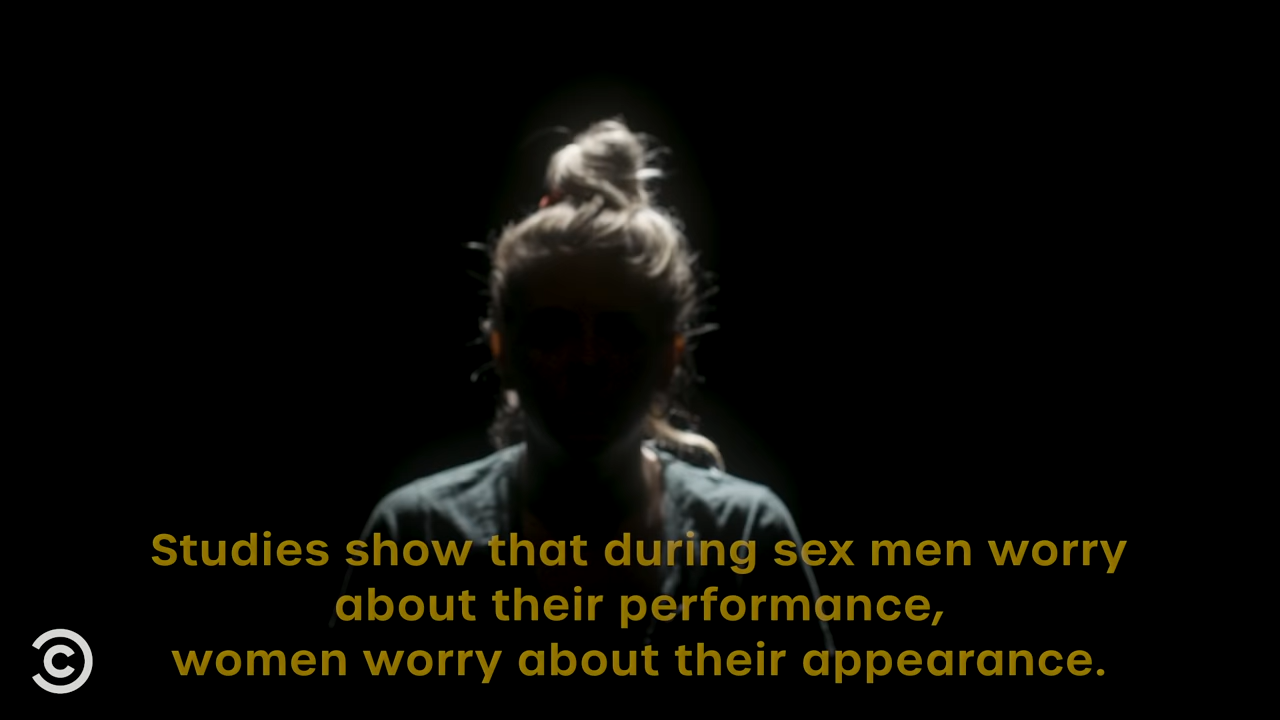 Studies show that during sex men worry
about their performance,
women worry about their appearance.